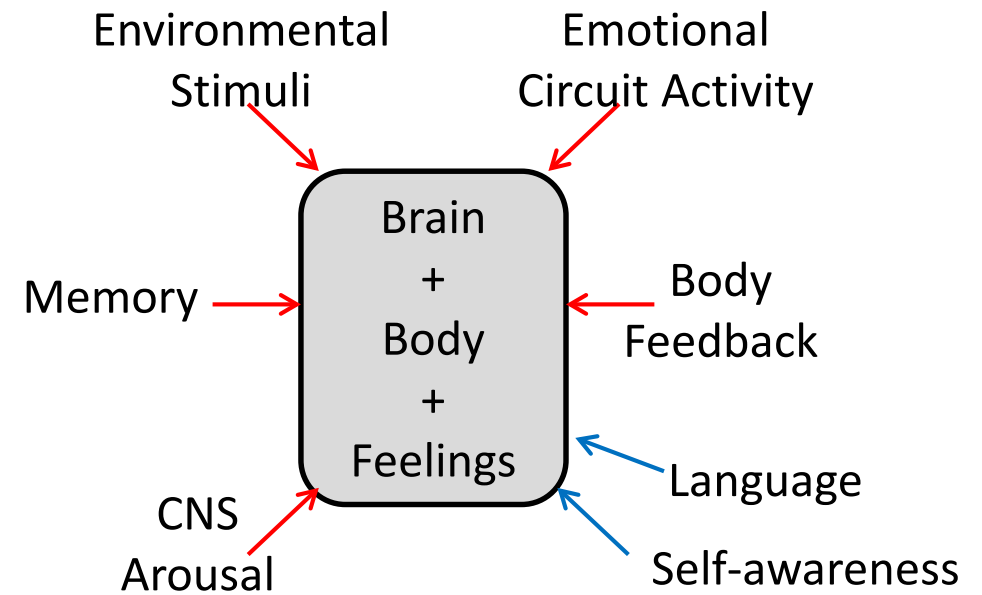 Environmental
Stimuli
Emotional
Circuit Activity
Brain
+
Body
+
Feelings
Memory
Body
Feedback
CNS
Arousal
Language
Self-awareness